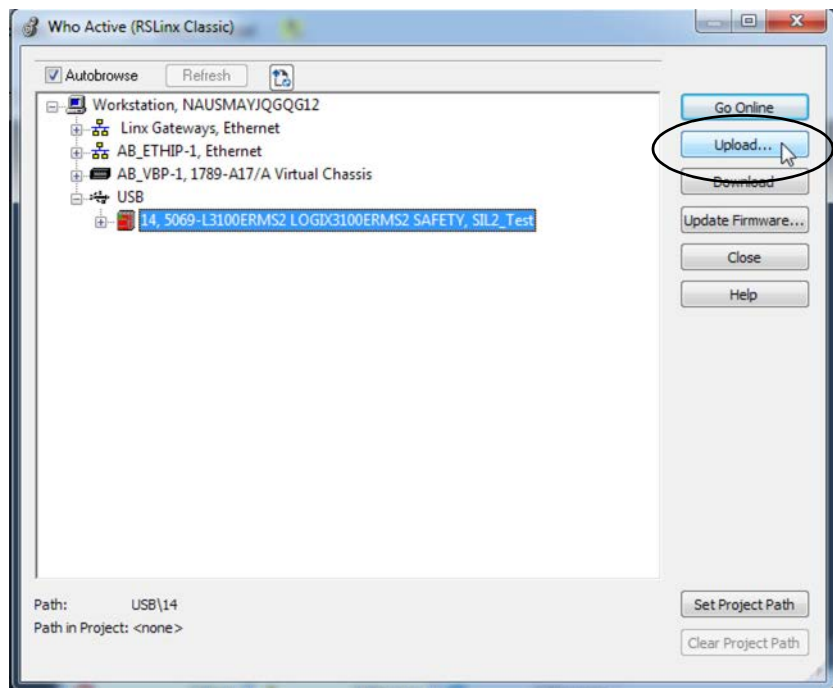 Who Active (RSLinx Classic)
Autobrowse Refresh
Workstation, NAUSMAYJQGQG12
Linx Gateways, Ethernet
AB_ETHIP-1, Ethernet
AB_VBP-1, 1789-A17/A Virtual Chassis
USB
14, 5069-L3100ERMS2 LOGIX3100ERMS2 SAFETY, SIL2_Test
Go Online
Upload...
Download
Update Firmware...
Close
Help
Path: USB\14
Path in Project: <none>
Set Project Path
Clear Project Path